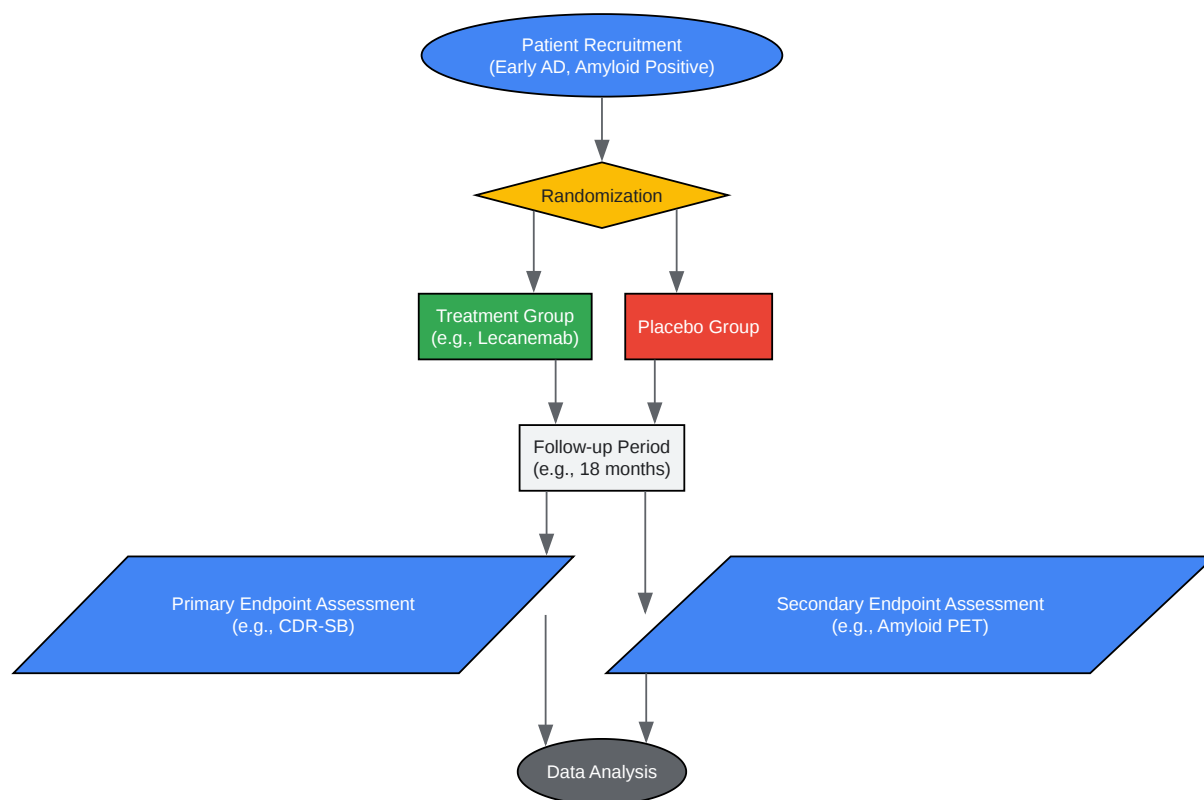 Patient Recruitment
(Early AD, Amyloid Positive)
Randomization
Treatment Group
(e.g., Lecanemab)
Placebo Group
Follow-up Period
(e.g., 18 months)
Primary Endpoint Assessment
(e.g., CDR-SB)
Secondary Endpoint Assessment
(e.g., Amyloid PET)
Data Analysis